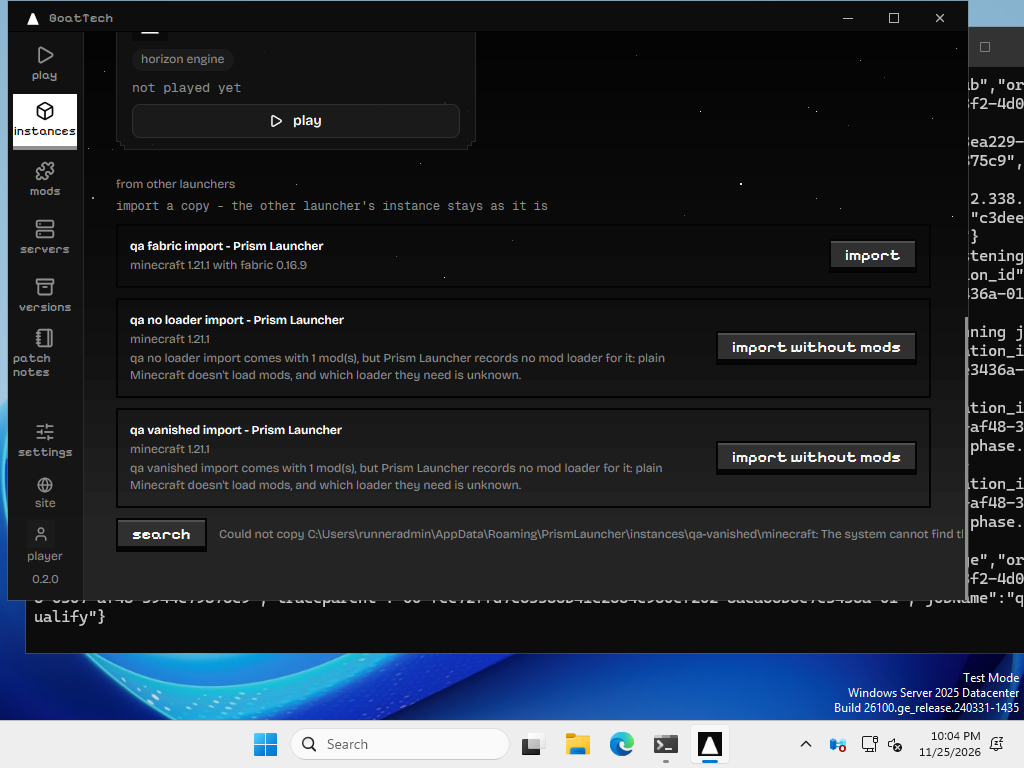 GoatTech
play
instances
mods
servers
versions
patch
notes
settings
site
player
0.2.0
horizon engine
not played yet
play
from other launchers
import a copy - the other launcher's instance stays as it is
qa fabric import - Prism Launcher
minecraft 1.21.1 with fabric 0.16.9
import
qa no loader import - Prism Launcher
minecraft 1.21.1
qa no loader import comes with 1 mod(s), but Prism Launcher records no mod loader for it: plain
Minecraft doesn't load mods, and which loader they need is unknown.
import without mods
qa vanished import - Prism Launcher
minecraft 1.21.1
qa vanished import comes with 1 mod(s), but Prism Launcher records no mod loader for it: plain
Minecraft doesn't load mods, and which loader they need is unknown.
import without mods
search
Could not copy C:\Users\runneradmin\AppData\Roaming\PrismLauncher\instances\qa-vanished\minecraft: The system cannot find
ualify"}
Test Mode
Windows Server 2025 Datacenter
Build 26100.ge_release.240331-1435
Search
10:04 PM
11/25/2026